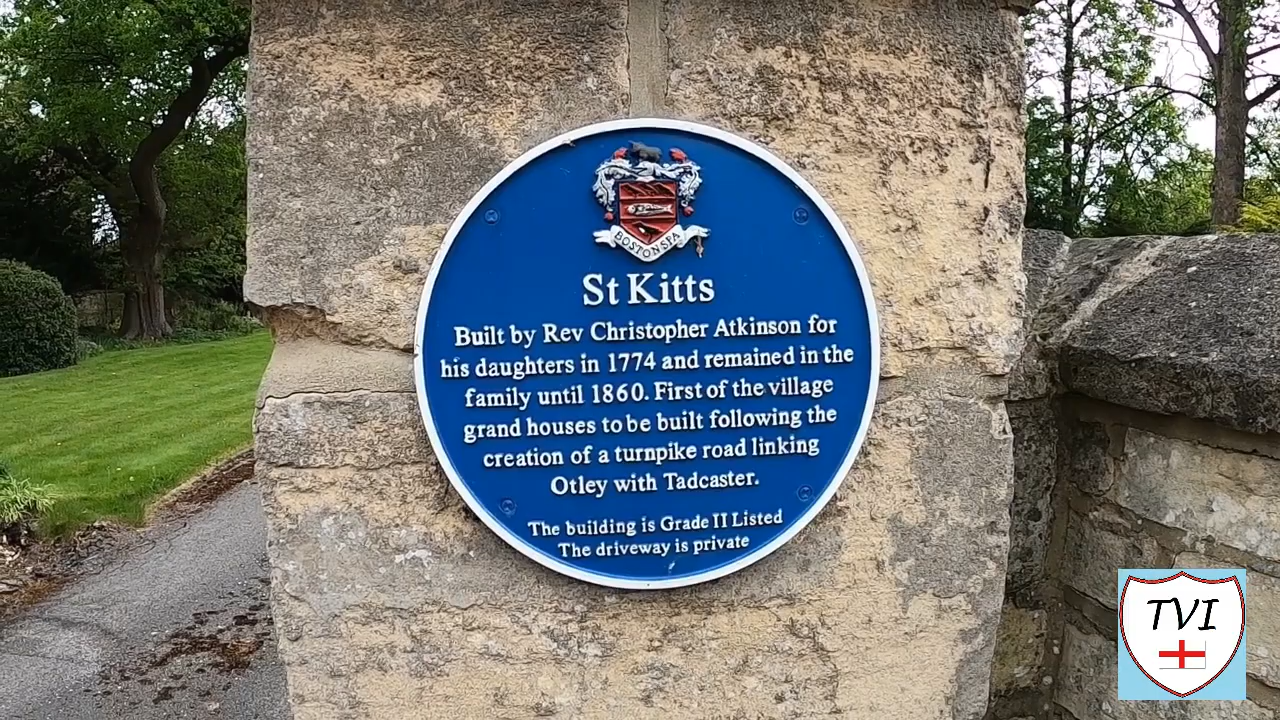 BOSTON SPA
St Kitts
Built by Rev Christopher Atkinson for
his daughters in 1774 and remained in the
family until 1860. First of the village
grand houses to be built following the
creation of a turnpike road linking
Otley with Tadcaster.
The building is Grade II Listed
The driveway is private
TVI